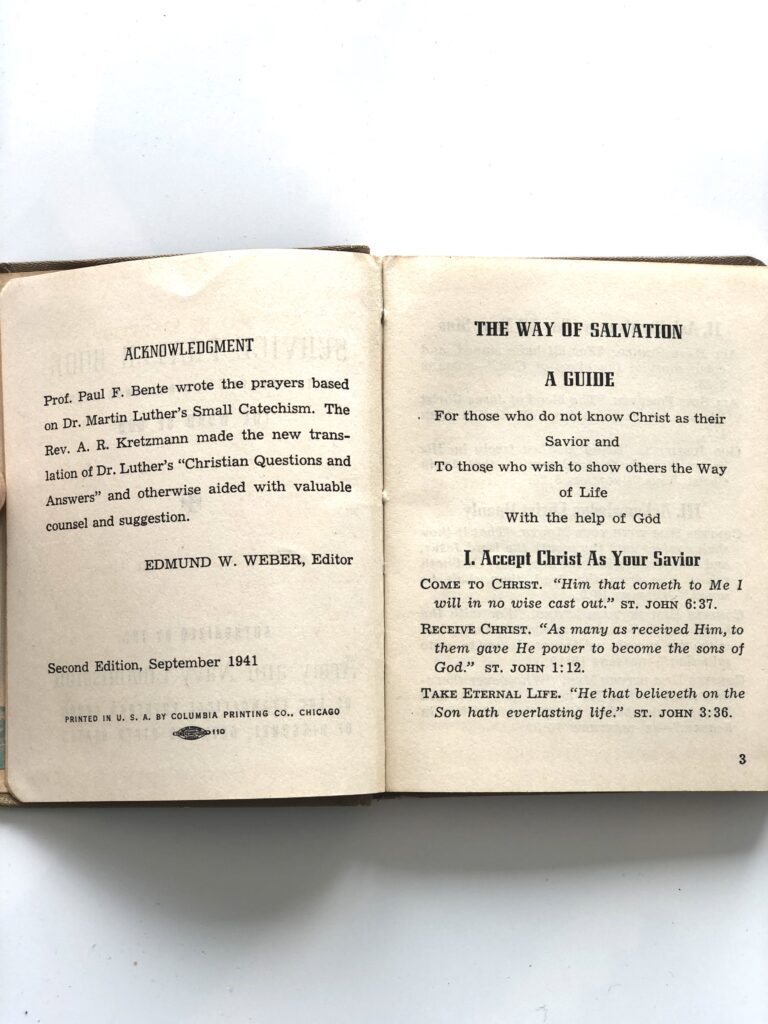 ACKNOWLEDGMENT
Prof. Paul F. Bente wrote the prayers based
on Dr. Martin Luther's Small Catechism. The
Rev. A. R. Kretzmann made the new trans-
lation of Dr. Luther's "Christian Questions and
Answers" and otherwise aided with valuable
counsel and suggestion.
EDMUND W. WEBER, Editor
Second Edition, September 1941
PRINTED IN U. S. A. BY COLUMBIA PRINTING CO., CHICAGO
110
THE WAY OF SALVATION
A GUIDE
For those who do not know Christ as their
Savior and
To those who wish to show others the Way
of Life
With the help of God
I. Accept Christ As Your Savior
COME TO CHRIST. "Him that cometh to Me I
will in no wise cast out." ST. JOHN 6:37.
RECEIVE CHRIST. "As many as received Him, to
them gave He power to become the sons of
God." ST. JOHN 1:12.
TAKE ETERNAL LIFE. "He that believeth on the
Son hath everlasting life." ST. JOHN 3:36.
3